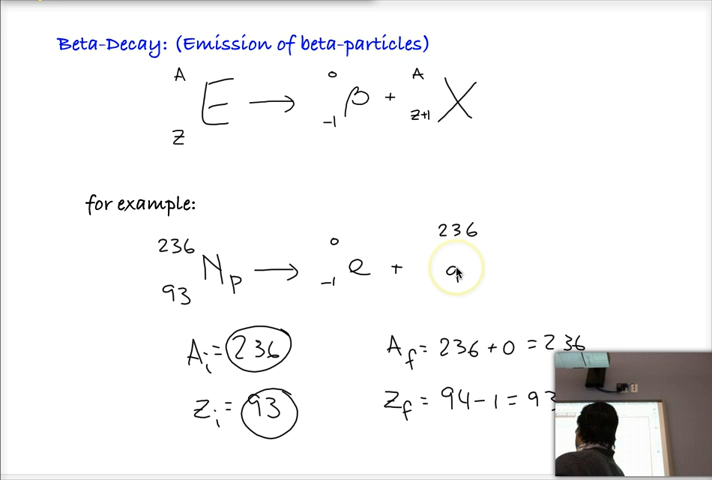 Beta-Decay: (Emission of beta-particles)
A Z E → 0 -1 β + A Z+1 X
for example:
236 93 Np → 0 -1 e + 236 9
Ai = 236 Af = 236 + 0 = 236
Zi = 93 Zf = 94 - 1 = 93